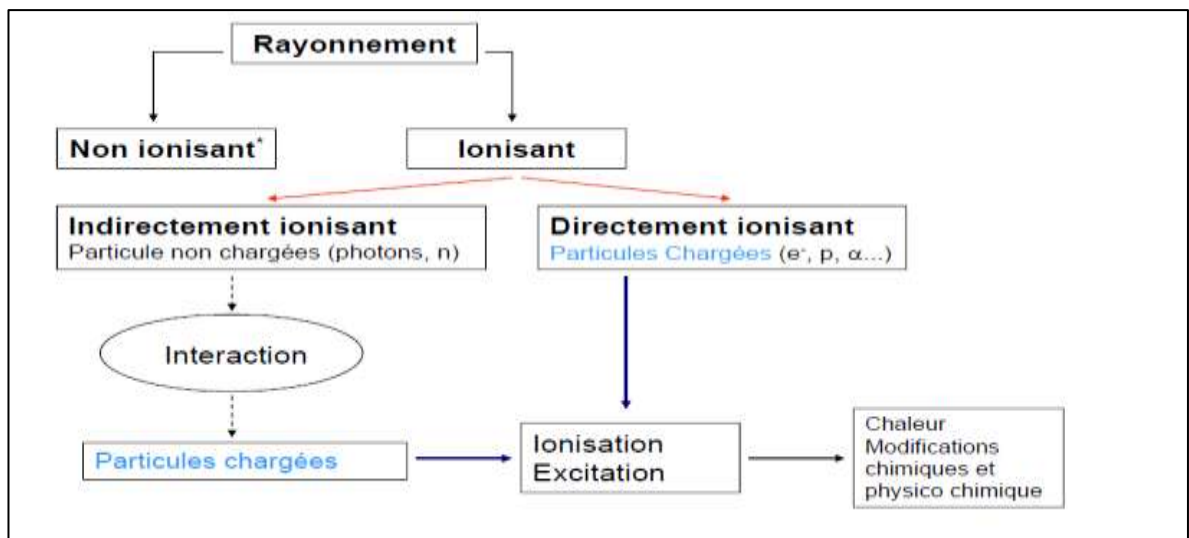 Rayonnement
Non ionisant*
Ionisant
Indirectement ionisant
Particule non chargées (photons, n)
Directement ionisant
Particules Chargées (e-, p, α...)
Interaction
Particules chargées
Ionisation
Excitation
Chaleur
Modifications
chimiques et
physico chimique